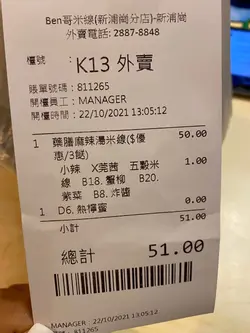 Ben哥米線(新蒲崗分店)-新浦崗
外賣電話: 2887-8848
檯號 : K13 外賣
賬單號碼 : 811265
開檯員工 : MANAGER
開檯時間 : 22/10/2021 13:05:12
1 藥膳麻辣湯米線($優惠/3餸) 50.00
小辣 X芫茜 五穀米線 B18. 蟹柳 B20. 紫菜 B8. 炸醬 1.00
1 D6. 熱檸蜜 0.00
小計 51.00
總計 51.00
MANAGER 22/10/2021 13:05:12
811265